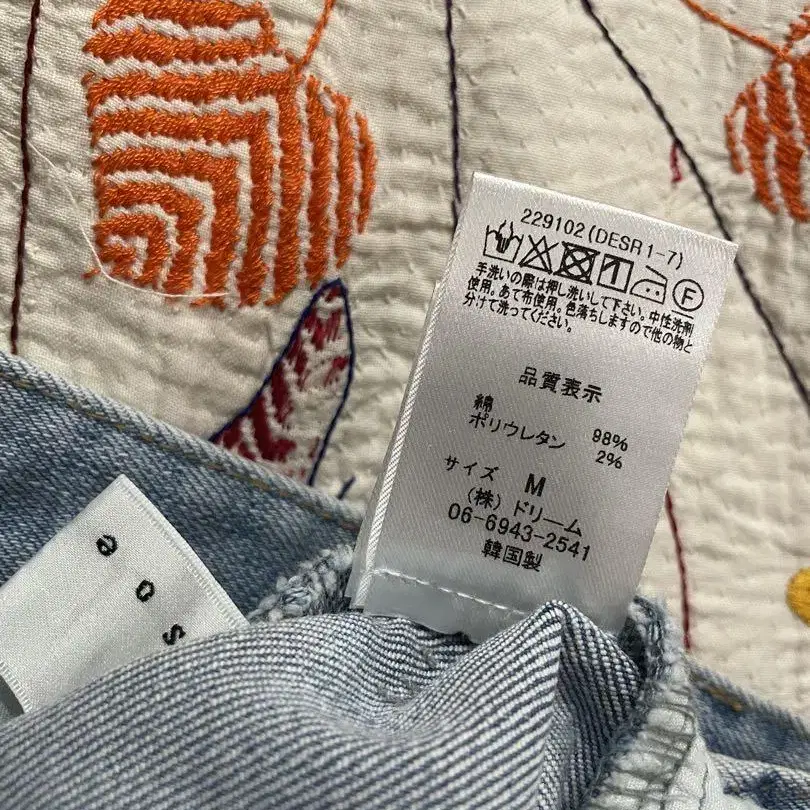 229102(DESR1-7)
F
手洗いの際は押し洗いして下さい。中性洗剤
使用。あて布使用。色落ちしますので他の物と
分けて洗ってください。
品質表示
綿 98%
ポリウレタン 2%
サイズ M
(株)ドリーム
06-6943-2541
韓国製
e o s